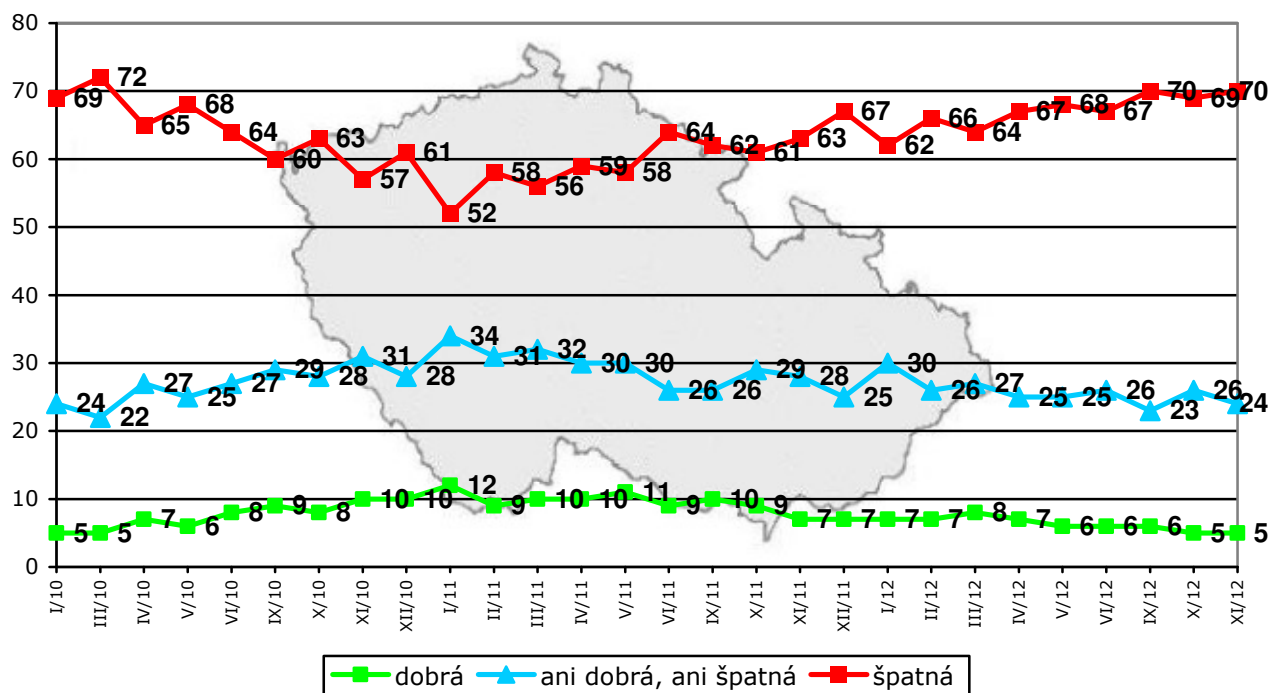 80
70
60
50
40
30
20
10
0
69 72 65 68 64 60 63 57 61 52 58 56 59 58 64 62 61 63 67 62 66 64 67 68 67 70 69 70
24 22 27 25 27 29 28 31 28 34 31 32 30 30 26 26 29 28 25 30 26 27 25 25 26 23 26 24
5 5 7 6 8 9 8 10 10 12 9 10 10 11 9 10 9 7 7 7 7 8 7 6 6 6 5 5
I/10 III/10 IV/10 V/10 VI/10 IX/10 X/10 XI/10 XII/10 I/11 II/11 III/11 IV/11 V/11 VI/11 IX/11 X/11 XI/11 XII/11 I/12 II/12 III/12 IV/12 V/12 VI/12 IX/12 X/12 XI/12
dobrá ani dobrá, ani špatná špatná